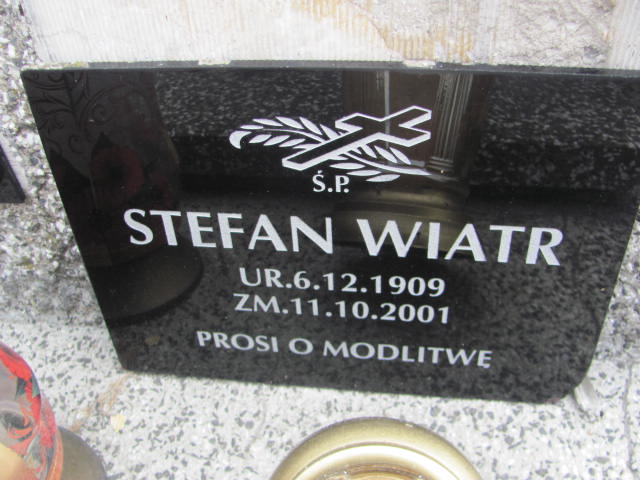 Ś.P.
STEFAN WIATR
UR.6.12.1909
ZM.11.10.2001
PROSI O MODLITWĘ